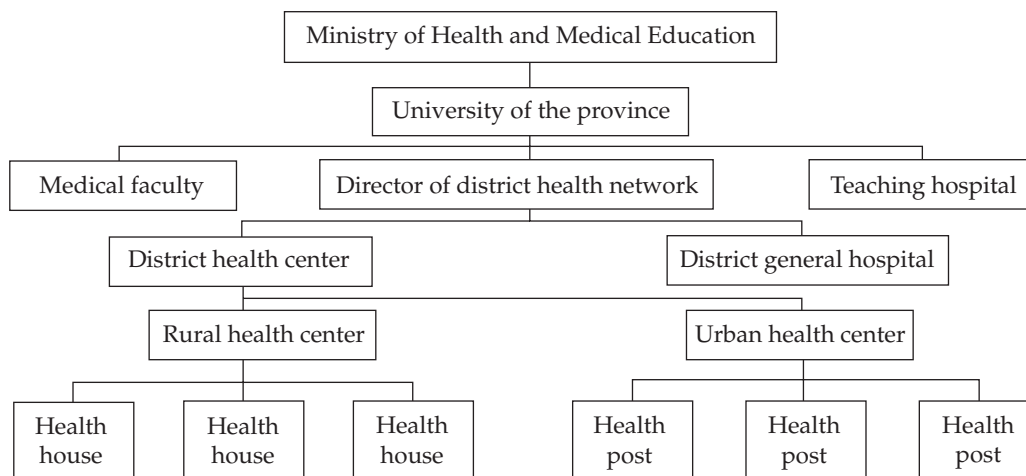 Ministry of Health and Medical Education
University of the province
Medical faculty
Director of district health network
Teaching hospital
District health center
District general hospital
Rural health center
Urban health center
Health
house
Health
house
Health
house
Health
post
Health
post
Health
post